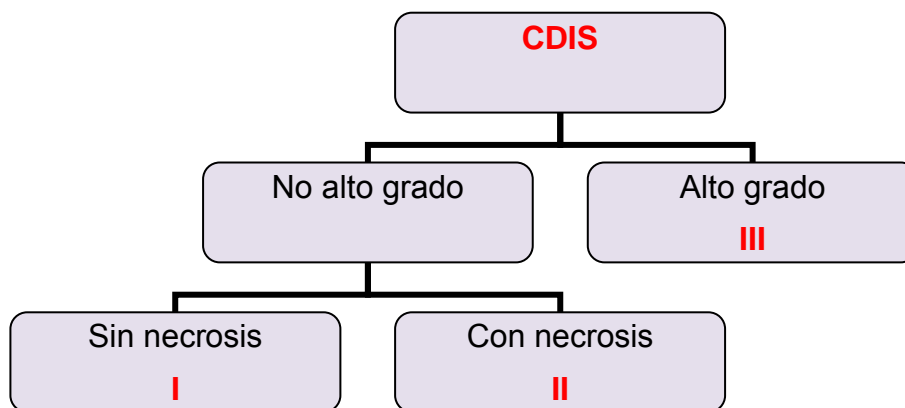 CDIS
No alto grado
Alto grado
III
Sin necrosis
I
Con necrosis
II